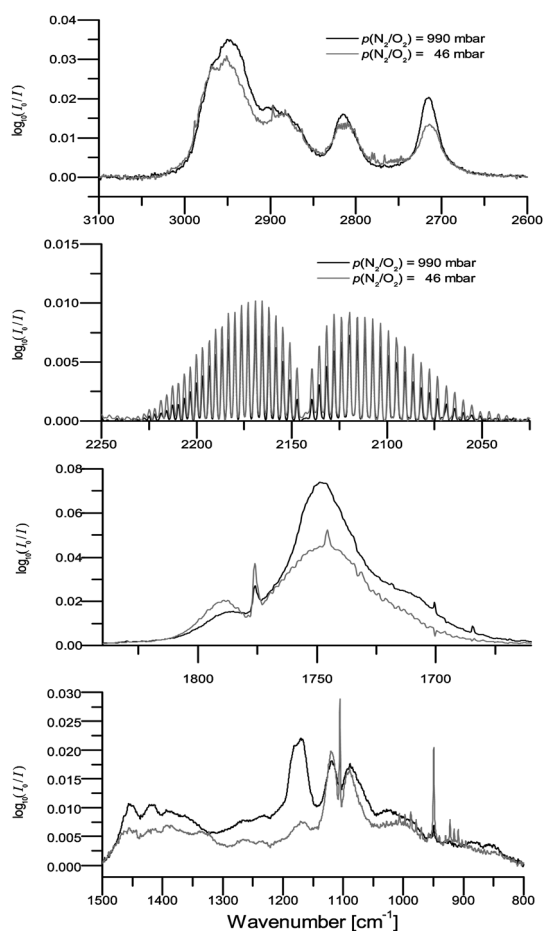 0.04
0.03
0.02
0.01
0.00
log₁₀(I₀/I)
p(N₂/O₂) = 990 mbar
p(N₂/O₂) = 46 mbar
3100 3000 2900 2800 2700 2600
0.015
0.010
0.005
0.000
log₁₀(I₀/I)
p(N₂/O₂) = 990 mbar
p(N₂/O₂) = 46 mbar
2250 2200 2150 2100 2050
0.08
0.06
0.04
0.02
0.00
log₁₀(I₀/I)
1800 1750 1700
0.030
0.025
0.020
0.015
0.010
0.005
0.000
log₁₀(I₀/I)
1500 1400 1300 1200 1100 1000 900 800
Wavenumber [cm⁻¹]